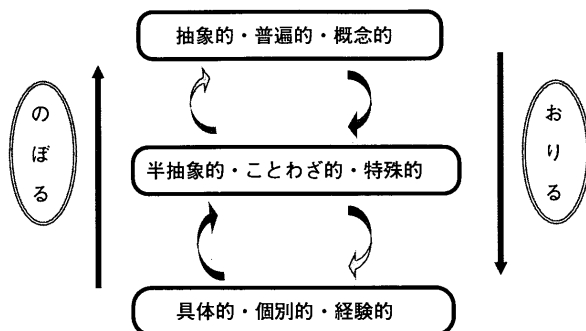 抽象的・普遍的・概念的
のぼる
おりる
半抽象的・ことわざ的・特殊的
具体的・個別的・経験的